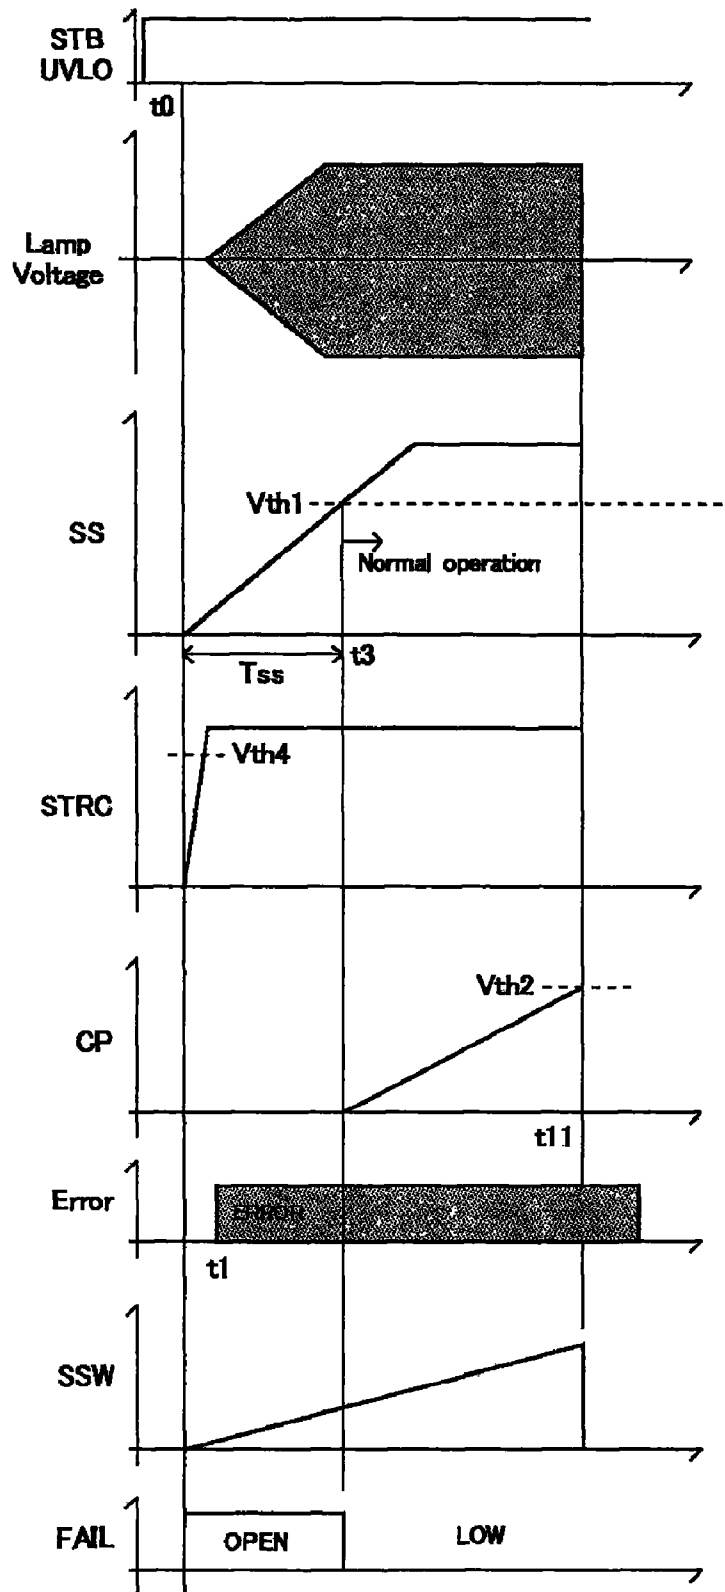 STB
UVLO
t0
Lamp
Voltage
Vth1
SS
Normal operation
Tss
t3
Vth4
STRC
Vth2
CP
t11
Error
ERROR
t1
SSW
FAIL
OPEN
LOW